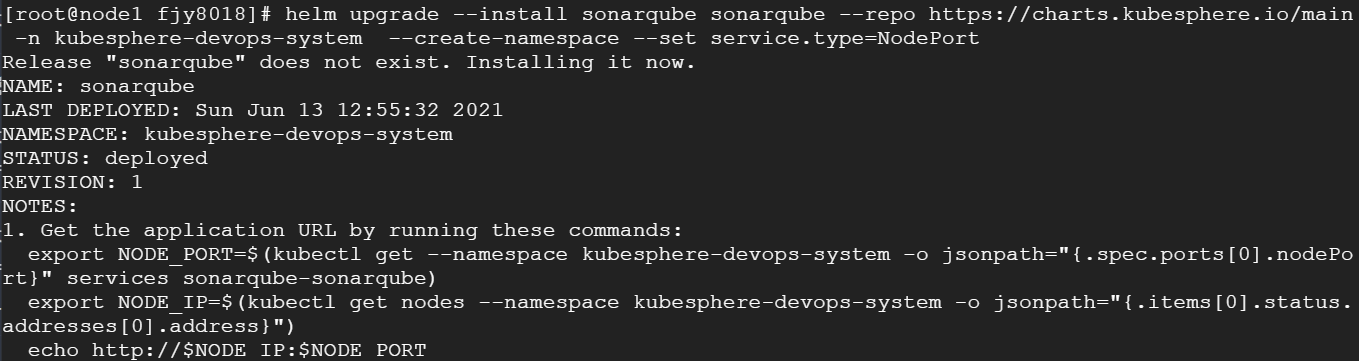 [root@node1 fjy8018]# helm upgrade --install sonarqube sonarqube --repo https://charts.kubesphere.io/main
 -n kubesphere-devops-system  --create-namespace --set service.type=NodePort
Release "sonarqube" does not exist. Installing it now.
NAME: sonarqube
LAST DEPLOYED: Sun Jun 13 12:55:32 2021
NAMESPACE: kubesphere-devops-system
STATUS: deployed
REVISION: 1
NOTES:
1. Get the application URL by running these commands:
  export NODE_PORT=$(kubectl get --namespace kubesphere-devops-system -o jsonpath="{.spec.ports[0].nodePo
rt}" services sonarqube-sonarqube)
  export NODE_IP=$(kubectl get nodes --namespace kubesphere-devops-system -o jsonpath="{.items[0].status.
addresses[0].address}")
  echo http://$NODE_IP:$NODE_PORT